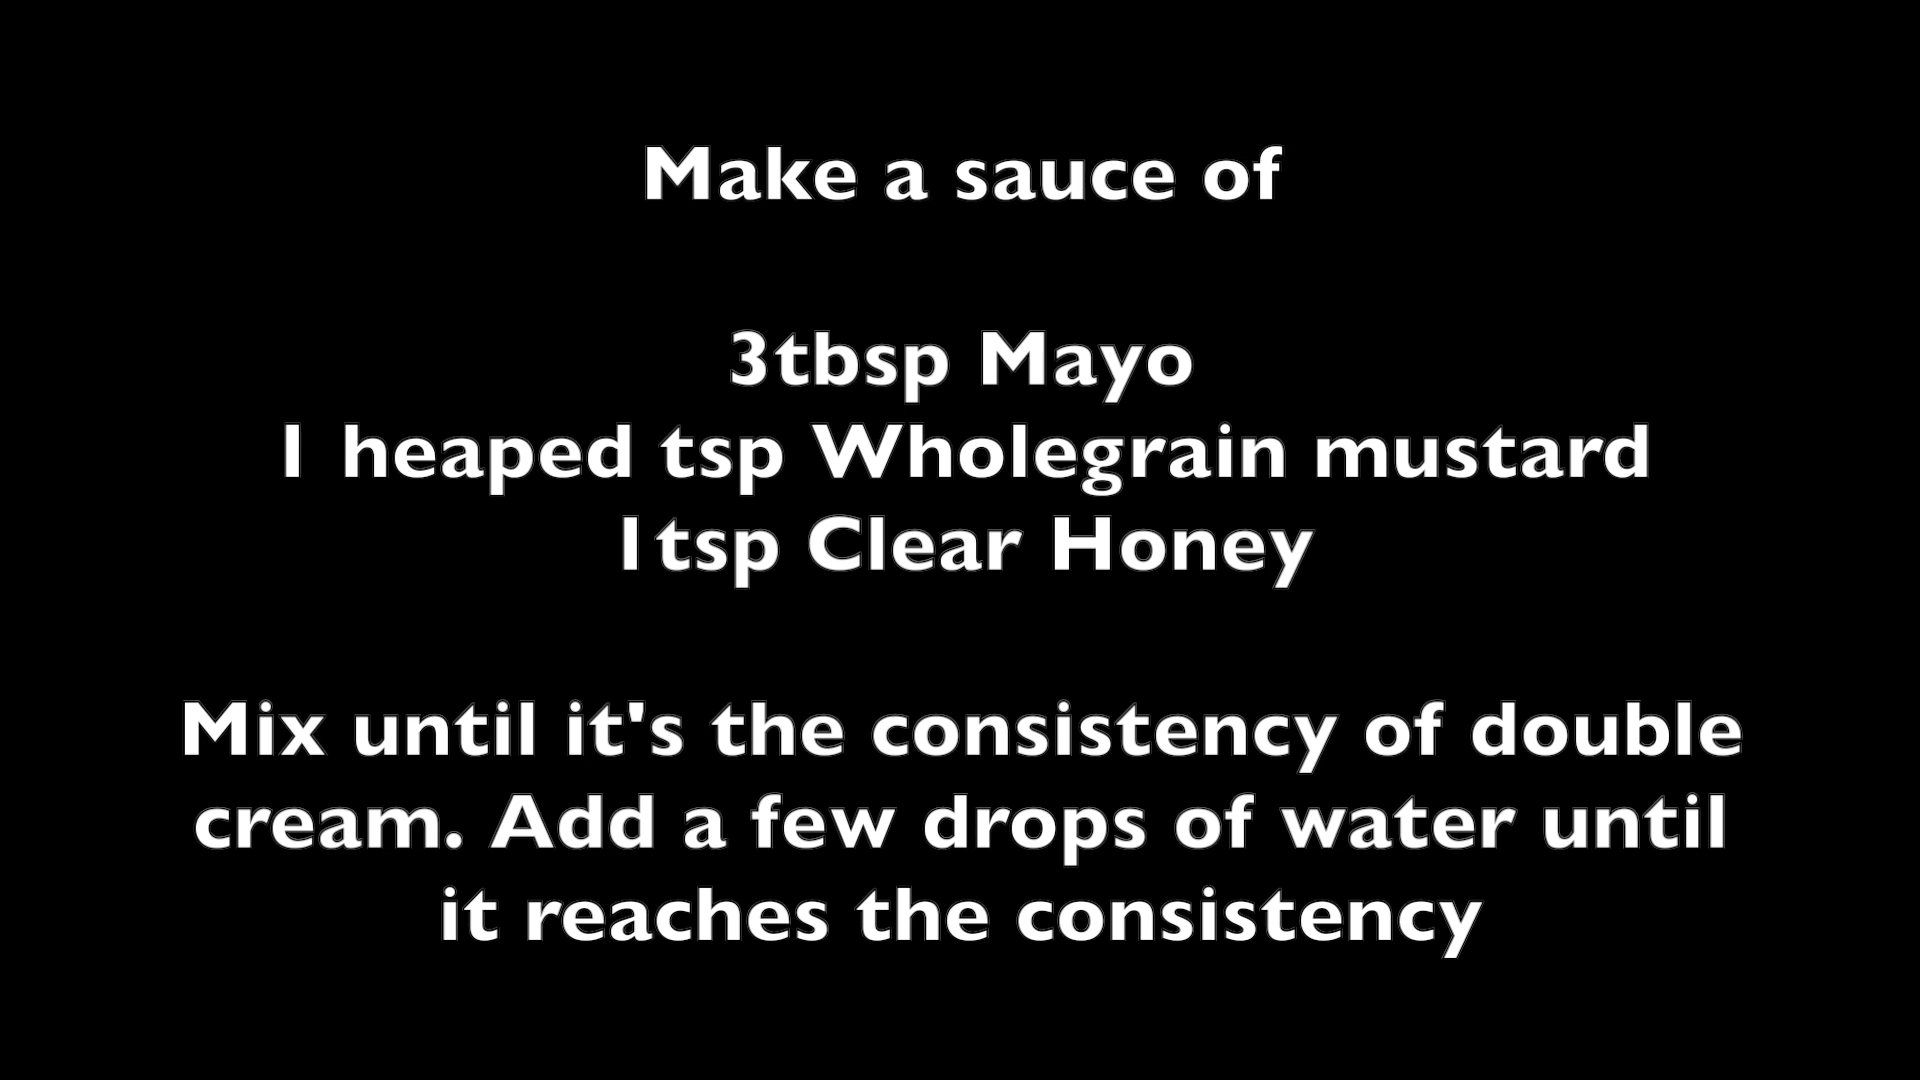 Make a sauce of
3tbsp Mayo
1 heaped tsp Wholegrain mustard
1tsp Clear Honey
Mix until it's the consistency of double
cream. Add a few drops of water until
it reaches the consistency